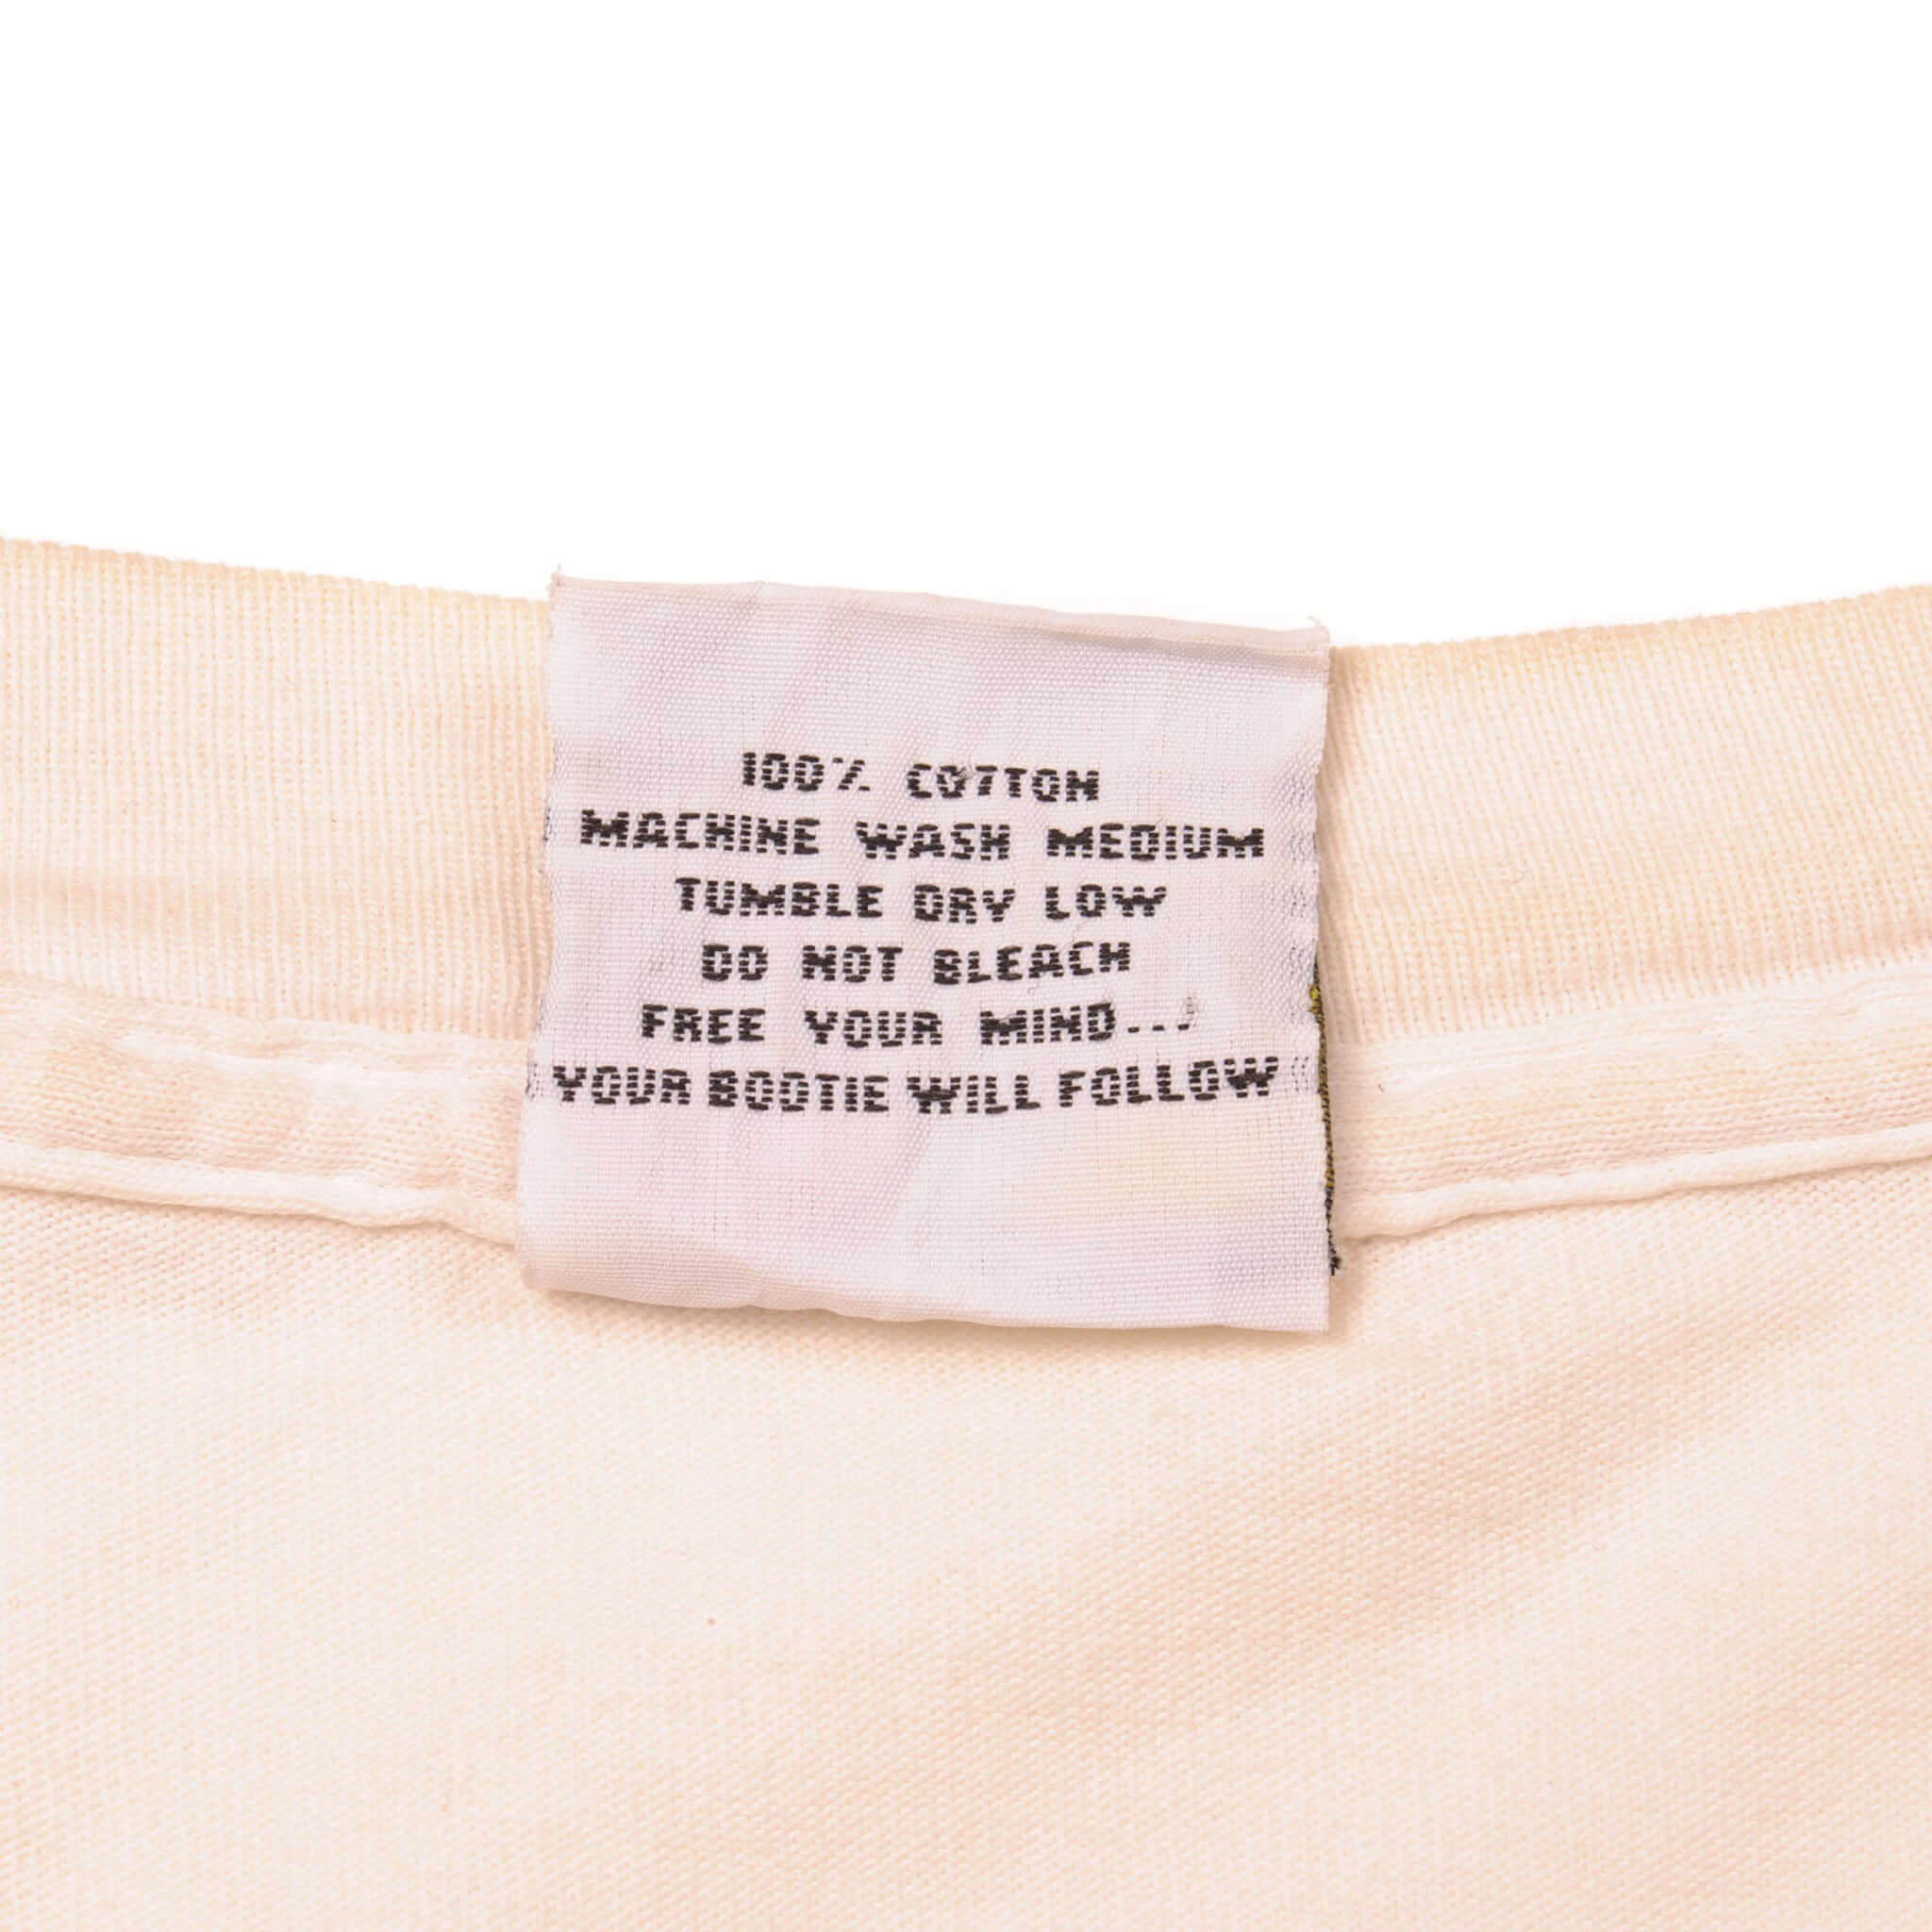 100% COTTON
MACHINE WASH MEDIUM
TUMBLE DRY LOW
DO NOT BLEACH
FREE YOUR MIND...
YOUR BOOTIE WILL FOLLOW